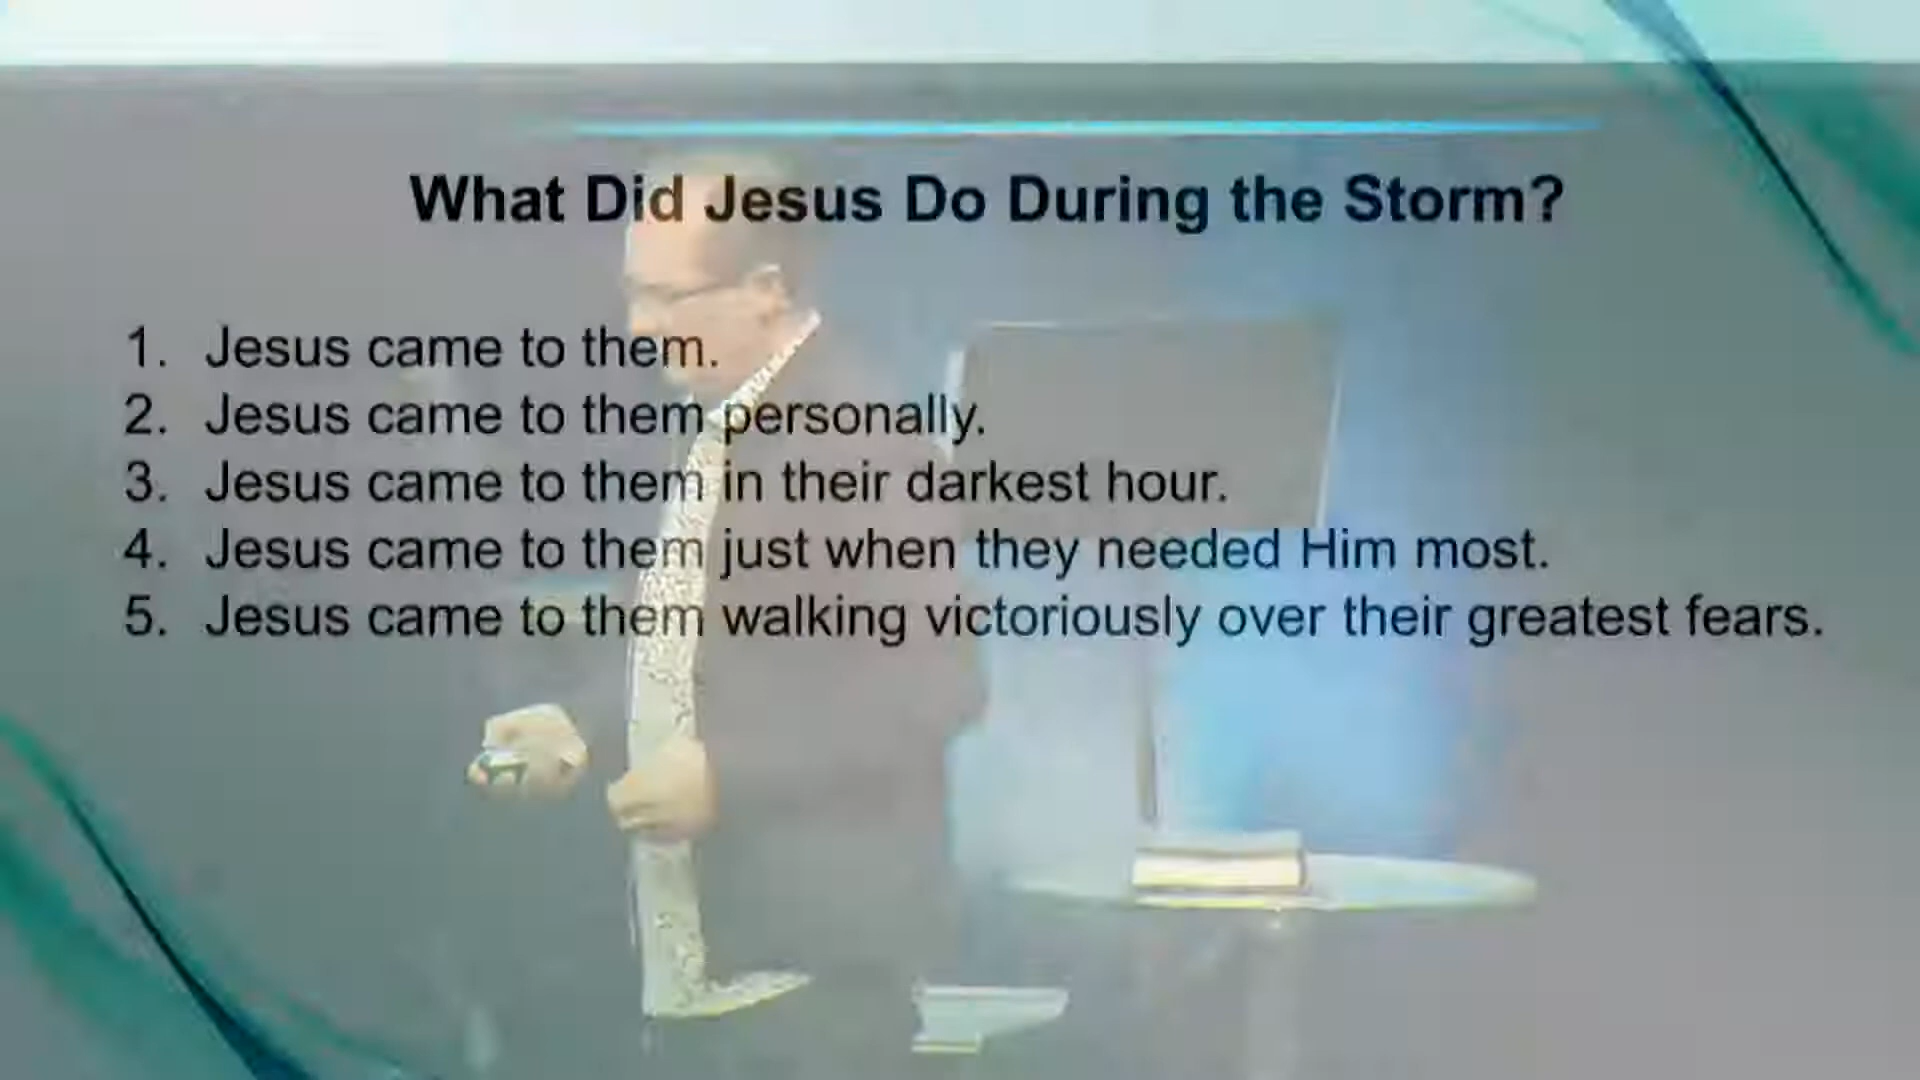 What Did Jesus Do During the Storm?
1. Jesus came to them.
2. Jesus came to them personally.
3. Jesus came to them in their darkest hour.
4. Jesus came to them just when they needed Him most.
5. Jesus came to them walking victoriously over their greatest fears.